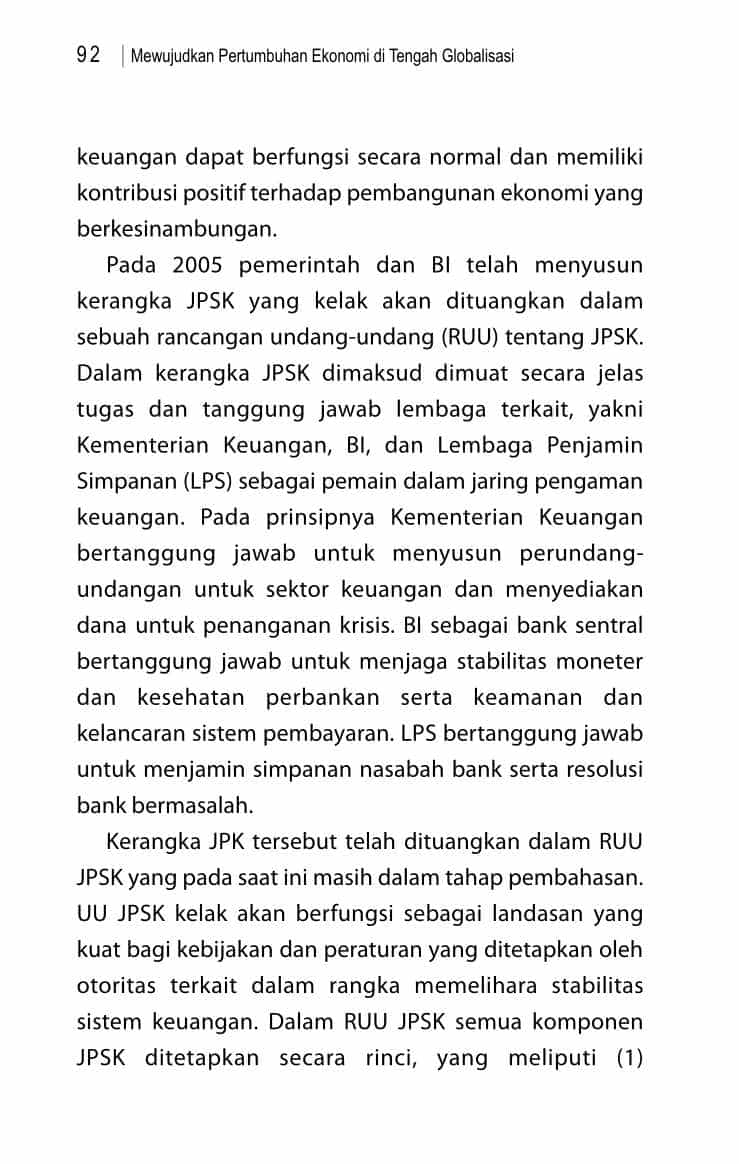 92 Mewujudkan Pertumbuhan Ekonomi di Tengah Globalisasi
keuangan dapat berfungsi secara normal dan memiliki
kontribusi positif terhadap pembangunan ekonomi yang
berkesinambungan.
Pada 2005 pemerintah dan BI telah menyusun
kerangka JPSK yang kelak akan dituangkan dalam
sebuah rancangan undang-undang (RUU) tentang JPSK.
Dalam kerangka JPSK dimaksud dimuat secara jelas
tugas dan tanggung jawab lembaga terkait, yakni
Kementerian Keuangan, BI, dan Lembaga Penjamin
Simpanan (LPS) sebagai pemain dalam jaring pengaman
keuangan. Pada prinsipnya Kementerian Keuangan
bertanggung jawab untuk menyusun perundang-
undangan untuk sektor keuangan dan menyediakan
dana untuk penanganan krisis. BI sebagai bank sentral
bertanggung jawab untuk menjaga stabilitas moneter
dan kesehatan perbankan serta keamanan dan
kelancaran sistem pembayaran. LPS bertanggung jawab
untuk menjamin simpanan nasabah bank serta resolusi
bank bermasalah.
Kerangka JPK tersebut telah dituangkan dalam RUU
JPSK yang pada saat ini masih dalam tahap pembahasan.
UU JPSK kelak akan berfungsi sebagai landasan yang
kuat bagi kebijakan dan peraturan yang ditetapkan oleh
otoritas terkait dalam rangka memelihara stabilitas
sistem keuangan. Dalam RUU JPSK semua komponen
JPSK ditetapkan secara rinci, yang meliputi (1)